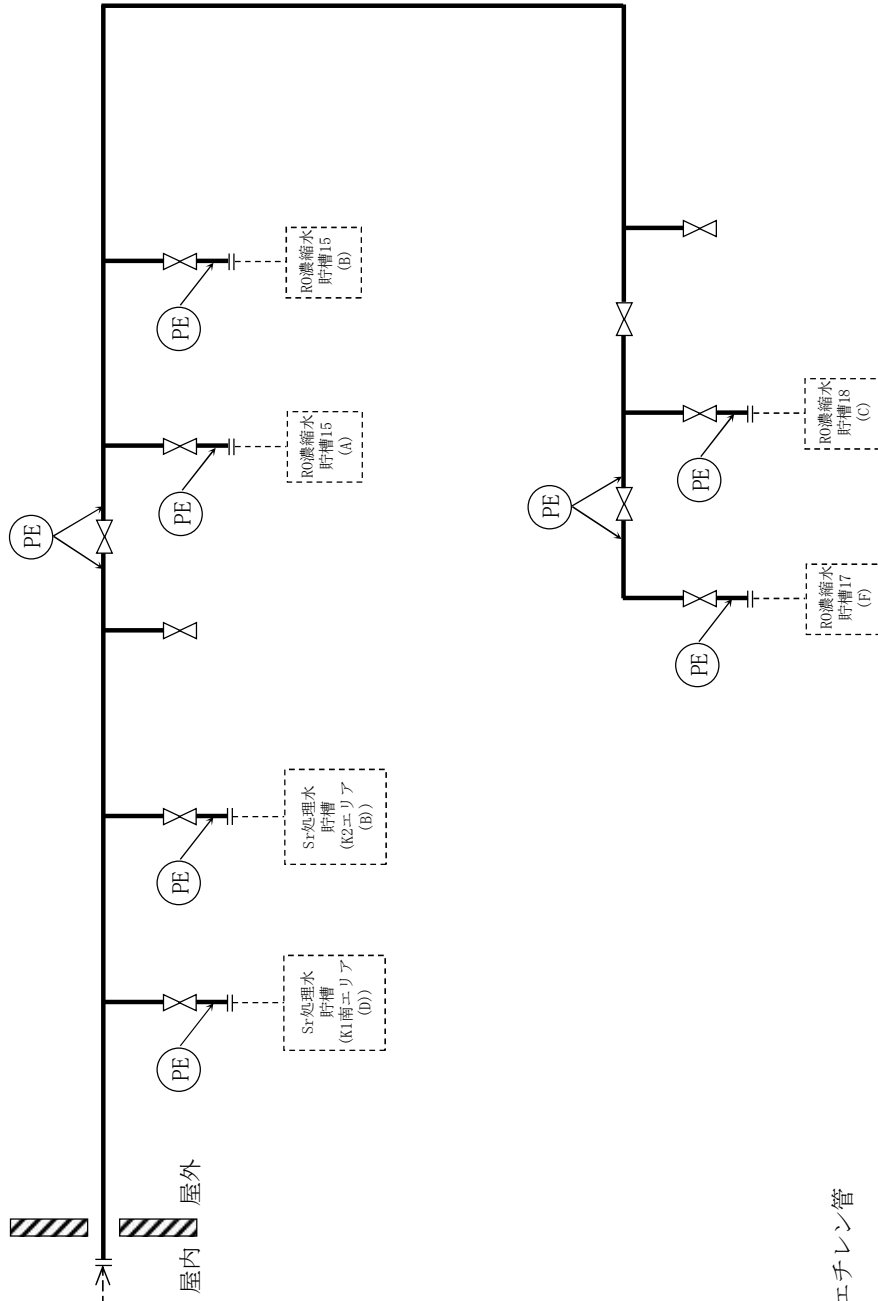 PE
屋内
屋外
PE
PE
PE
PE
Sr処理水
貯槽
(K1南エリア
(D))
Sr処理水
貯槽
(K2エリア
(B))
RO濃縮水
貯槽15
(A)
RO濃縮水
貯槽15
(B)
PE
PE
PE
RO濃縮水
貯槽17
(F)
RO濃縮水
貯槽18
(C)
エチレン管